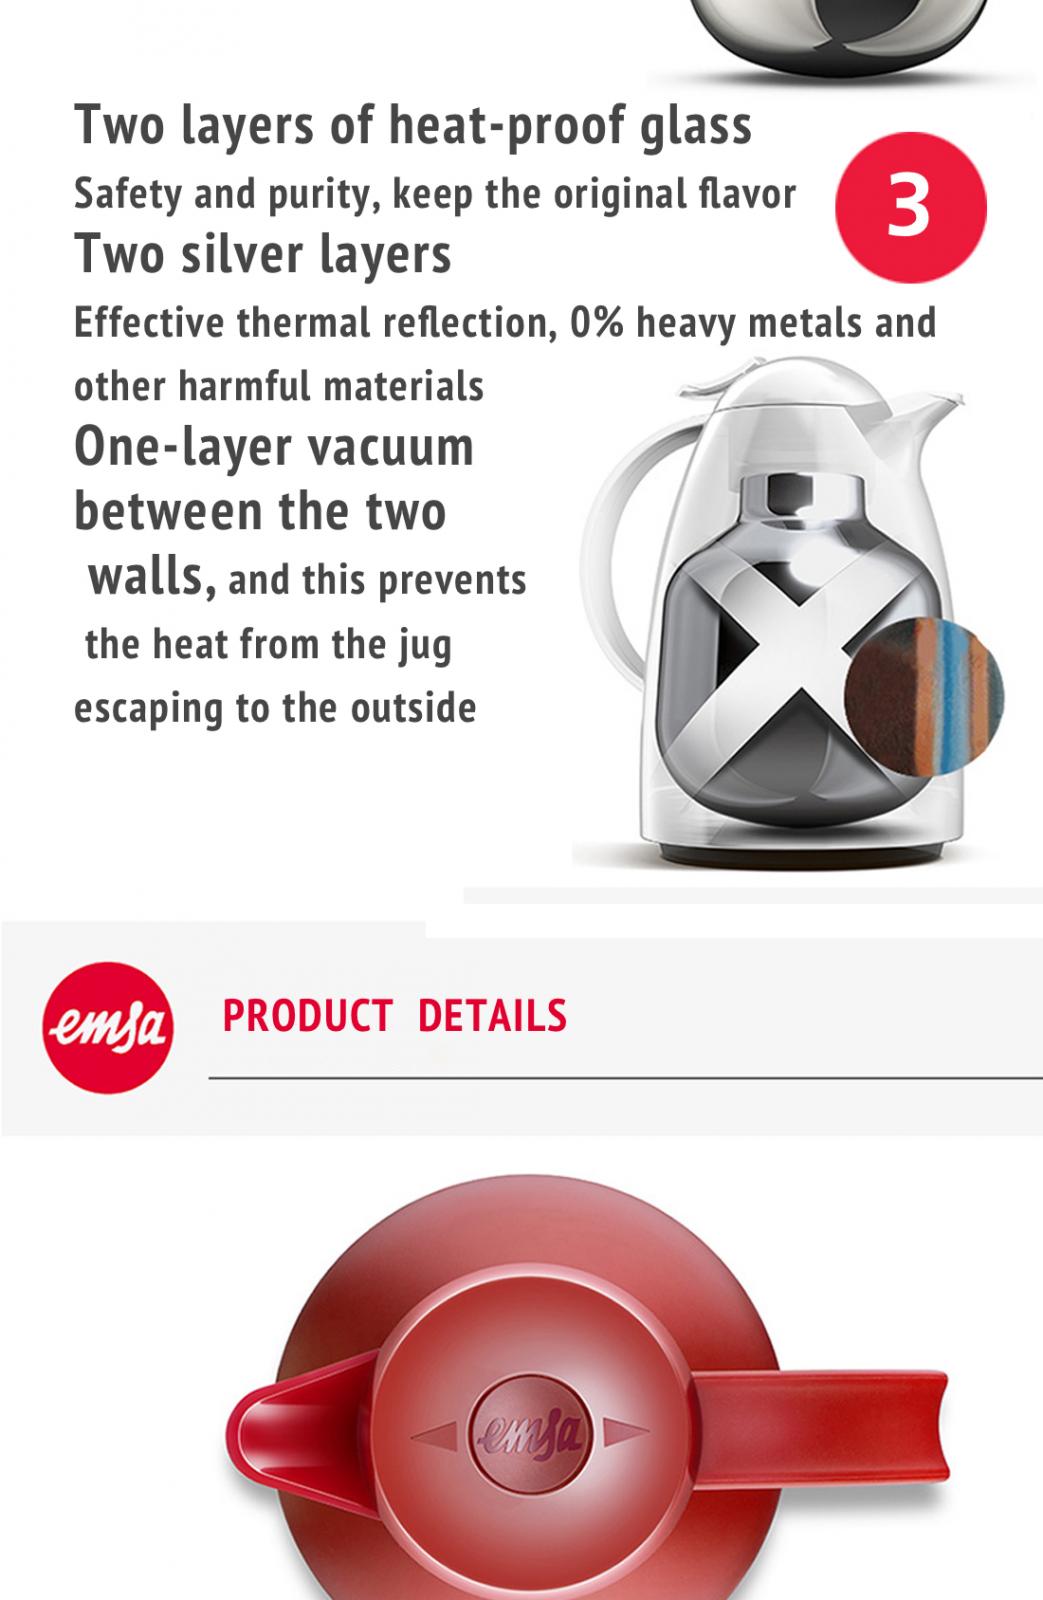 Two layers of heat-proof glass
Safety and purity, keep the original flavor
3
Two silver layers
Effective thermal reflection, 0% heavy metals and
other harmful materials
One-layer vacuum
between the two
walls, and this prevents
the heat from the jug
escaping to the outside
emsa
PRODUCT DETAILS
emsa